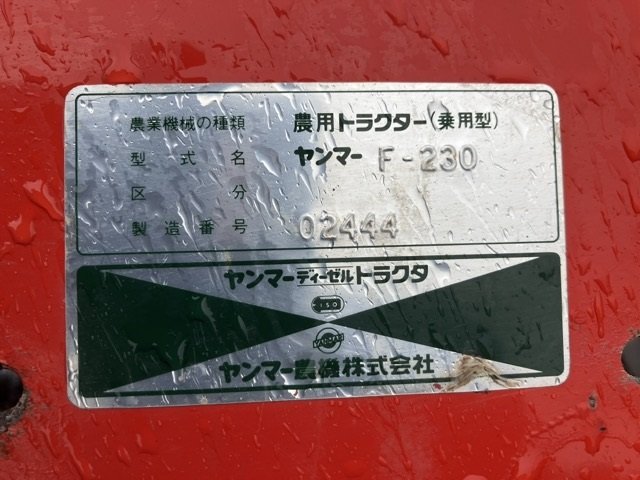 農業機械の種類 農用トラクター(乗用型)
型式名 ヤンマー F-230
区分
製造番号 02444
ヤンマーディーゼルトラクタ
ISO
YANMAR
ヤンマー農機株式会社